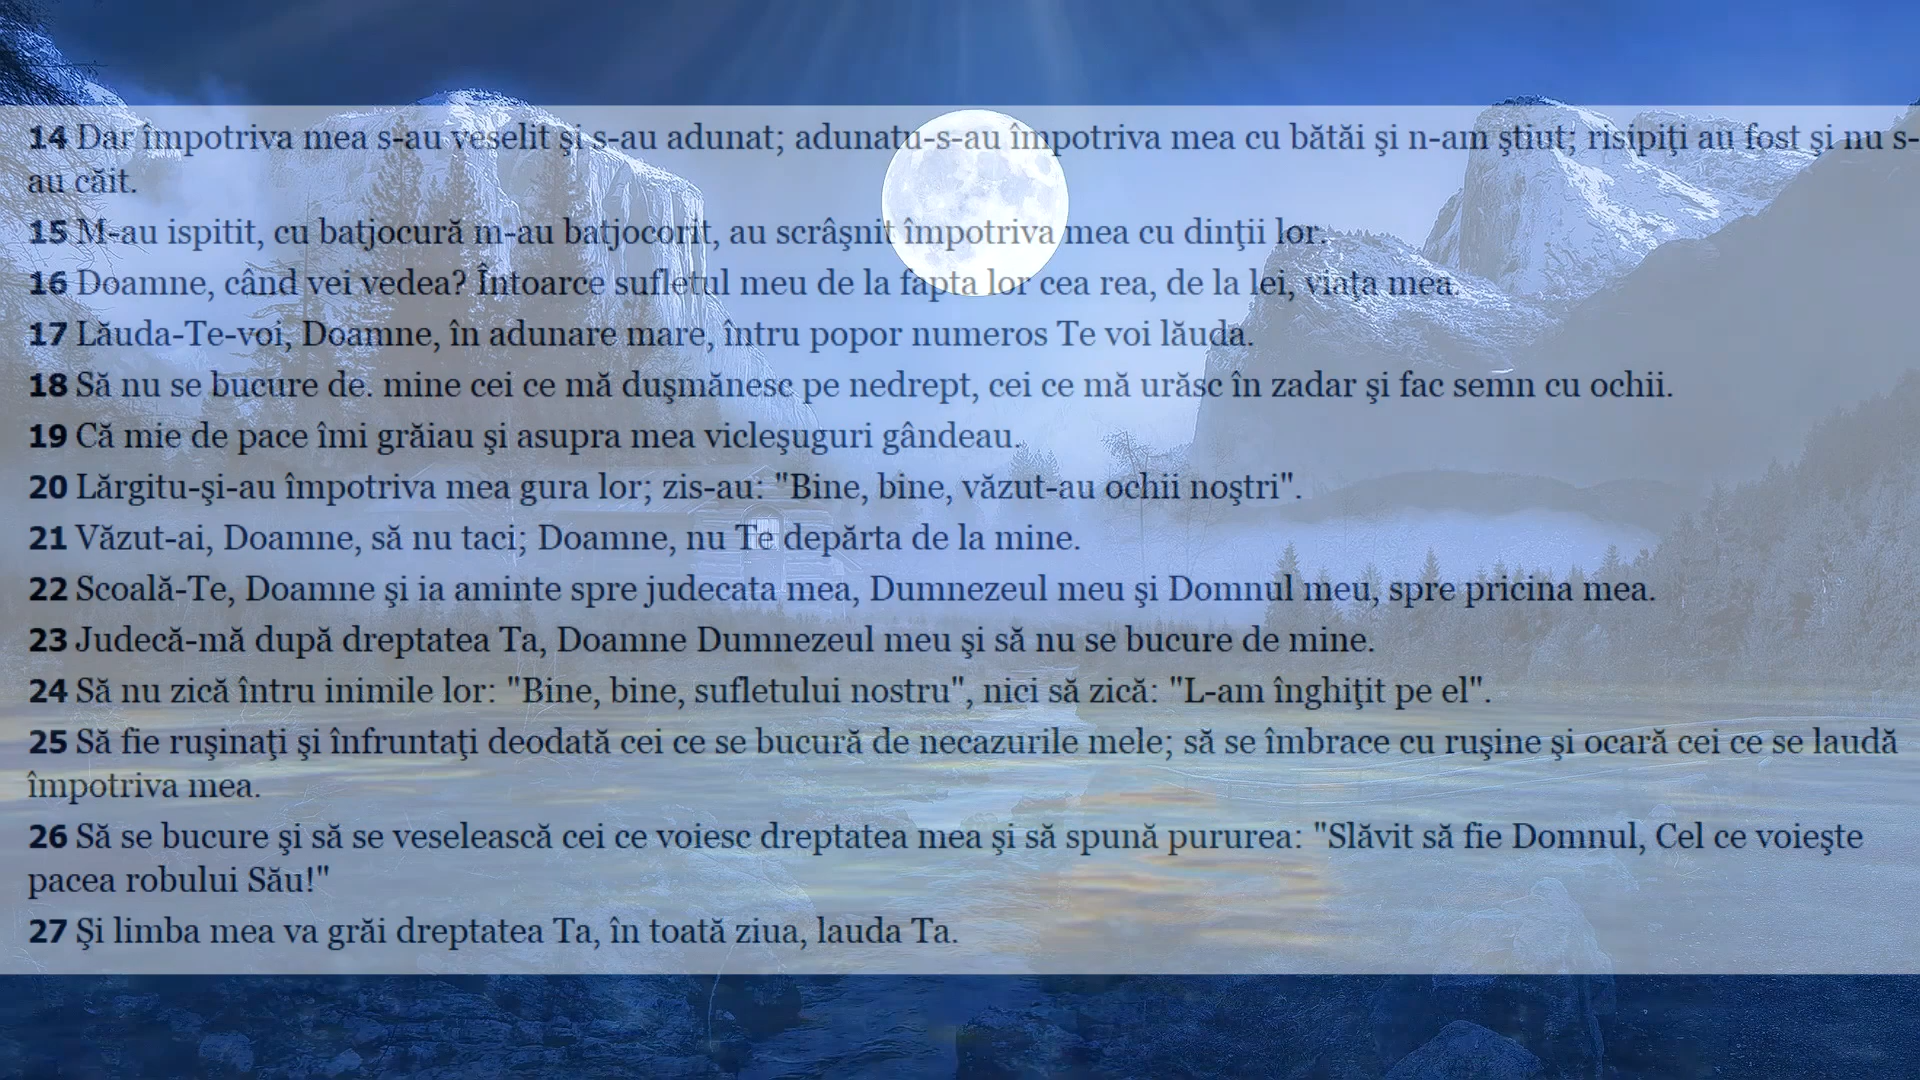 14 Dar împotriva mea s-au veselit şi s-au adunat; adunatu-s-au împotriva mea cu bătăi şi n-am ştiut; risipiţi au fost şi nu s-
au căit.
15 M-au ispitit, cu batjocură m-au batjocorit, au scrâşnit împotriva mea cu dinţii lor.
16 Doamne, când vei vedea? Întoarce sufletul meu de la fapta lor cea rea, de la lei, viaţa mea.
17 Lăuda-Te-voi, Doamne, în adunare mare, întru popor numeros Te voi lăuda.
18 Să nu se bucure de. mine cei ce mă duşmănesc pe nedrept, cei ce mă urăsc în zadar şi fac semn cu ochii.
19 Că mie de pace îmi grăiau şi asupra mea vicleşuguri gândeau.
20 Lărgitu-şi-au împotriva mea gura lor; zis-au: "Bine, bine, văzut-au ochii noştri".
21 Văzut-ai, Doamne, să nu taci; Doamne, nu Te depărta de la mine.
22 Scoală-Te, Doamne şi ia aminte spre judecata mea, Dumnezeul meu şi Domnul meu, spre pricina mea.
23 Judecă-mă după dreptatea Ta, Doamne Dumnezeul meu şi să nu se bucure de mine.
24 Să nu zică întru inimile lor: "Bine, bine, sufletului nostru", nici să zică: "L-am înghiţit pe el".
25 Să fie ruşinaţi şi înfruntaţi deodată cei ce se bucură de necazurile mele; să se îmbrace cu ruşine şi ocară cei ce se laudă
împotriva mea.
26 Să se bucure şi să se veselească cei ce voiesc dreptatea mea şi să spună pururea: "Slăvit să fie Domnul, Cel ce voieşte
pacea robului Său!"
27 Şi limba mea va grăi dreptatea Ta, în toată ziua, lauda Ta.